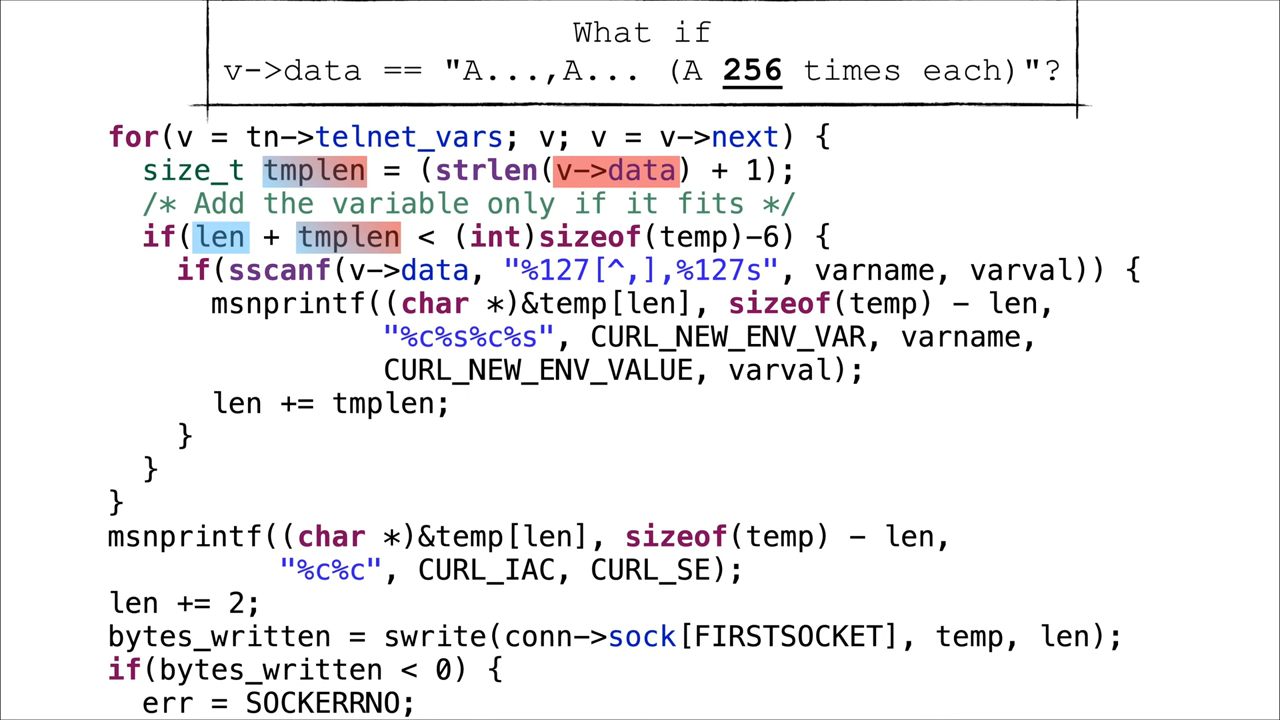 What if
v->data == "A...,A... (A 256 times each)"?
for(v = tn->telnet_vars; v; v = v->next) {
size_t tmplen = (strlen(v->data) + 1);
/* Add the variable only if it fits */
if(len + tmplen < (int)sizeof(temp)-6) {
if(sscanf(v->data, "%127[^,],%127s", varname, varval)) {
msnprintf((char *)&temp[len], sizeof(temp) - len,
"%c%s%c%s", CURL_NEW_ENV_VAR, varname,
CURL_NEW_ENV_VALUE, varval);
len += tmplen;
}
}
}
msnprintf((char *)&temp[len], sizeof(temp) - len,
"%c%c", CURL_IAC, CURL_SE);
len += 2;
bytes_written = swrite(conn->sock[FIRSTSOCKET], temp, len);
if(bytes_written < 0) {
err = SOCKERRNO;